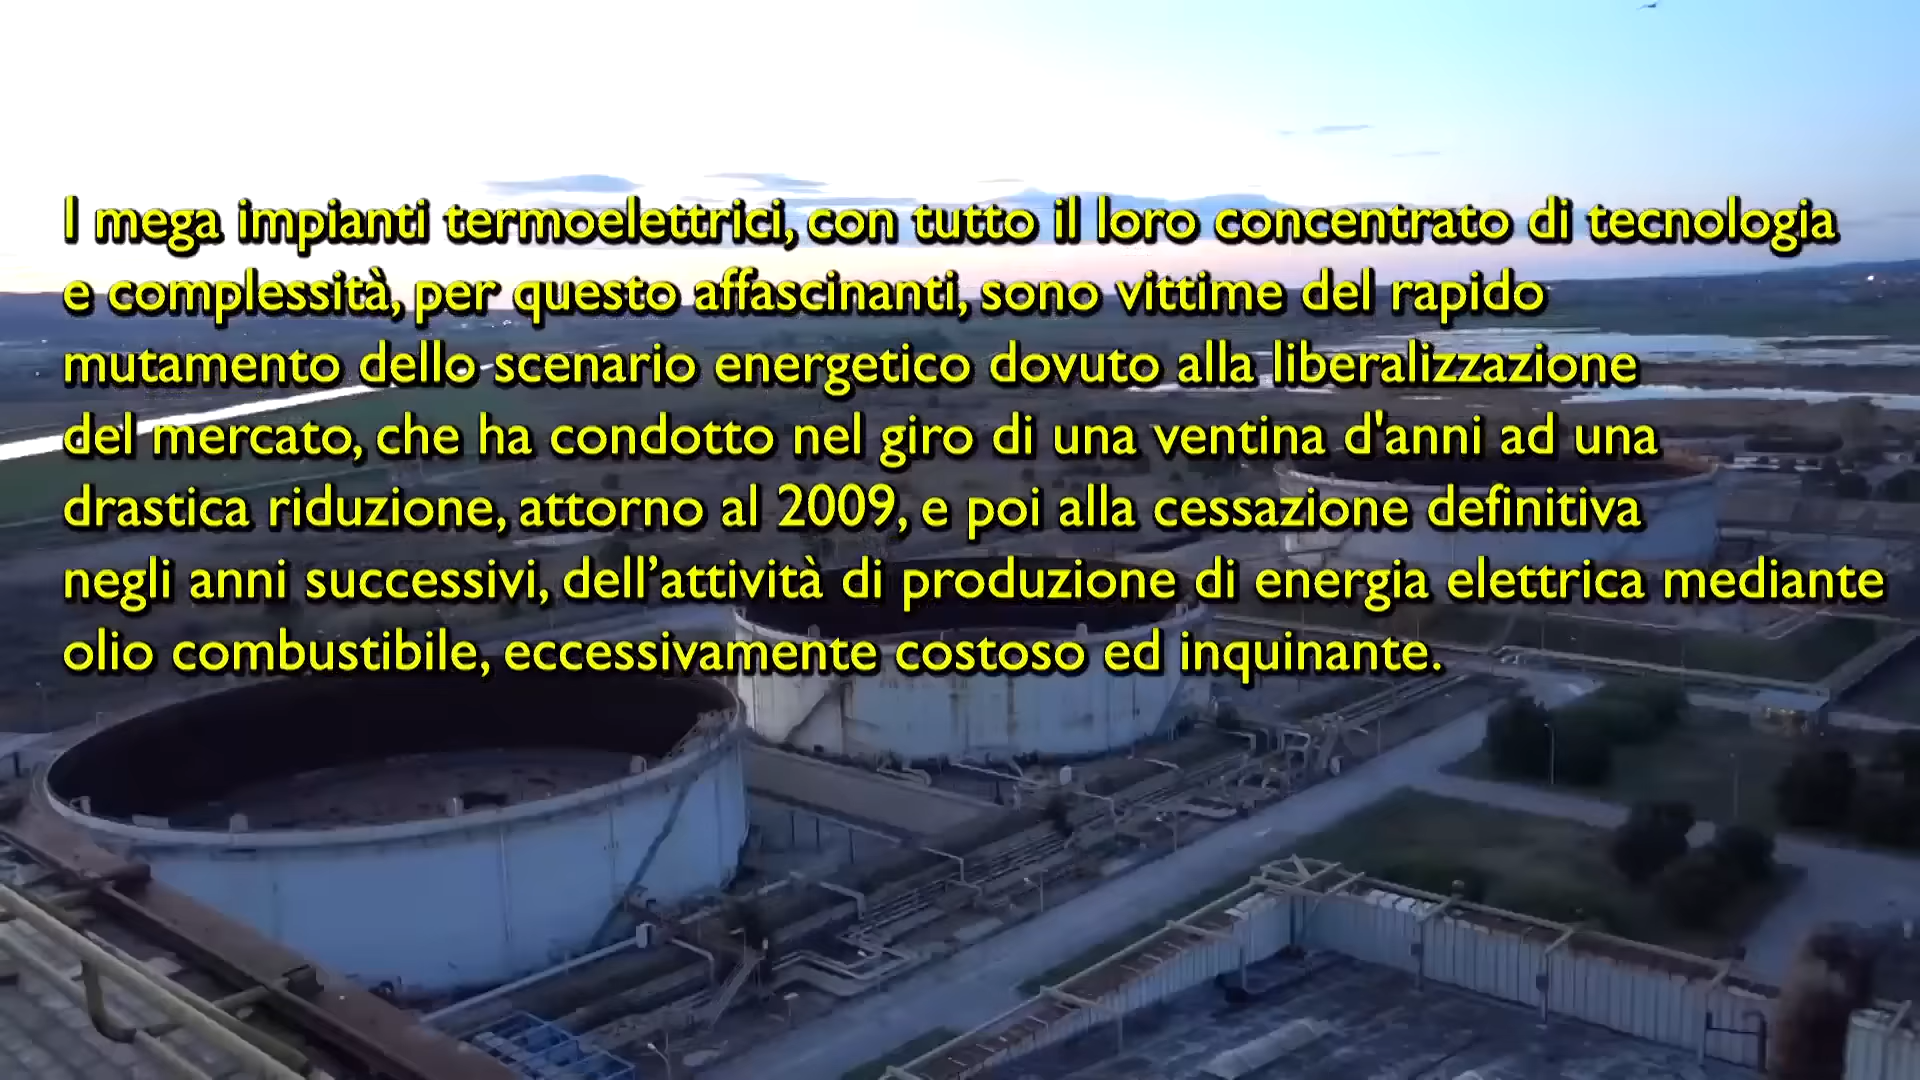 I mega impianti termoelettrici, con tutto il loro concentrato di tecnologia
e complessità, per questo affascinanti, sono vittime del rapido
mutamento dello scenario energetico dovuto alla liberalizzazione
del mercato, che ha condotto nel giro di una ventina d'anni ad una
drastica riduzione, attorno al 2009, e poi alla cessazione definitiva
negli anni successivi, dell’attività di produzione di energia elettrica mediante
olio combustibile, eccessivamente costoso ed inquinante.